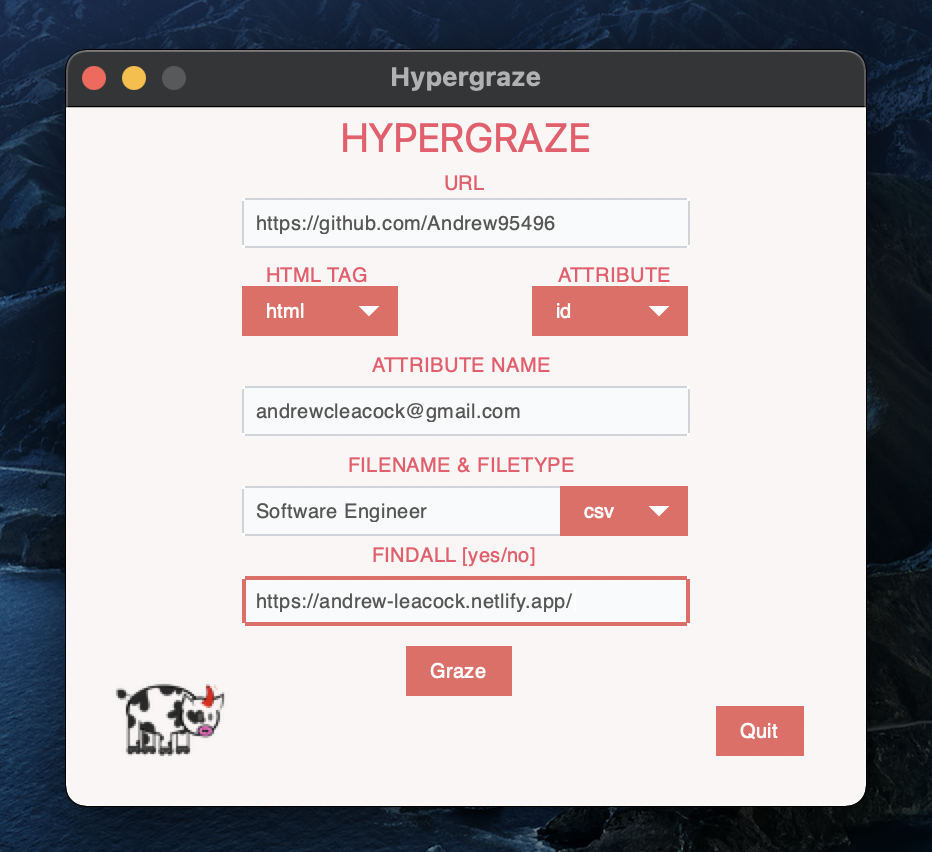 Hypergraze
HYPERGRAZE
URL
https://github.com/Andrew95496
HTML TAG ATTRIBUTE
html id
ATTRIBUTE NAME
andrewcleacock@gmail.com
FILENAME & FILETYPE
Software Engineer csv
FINDALL [yes/no]
https://andrew-leacock.netlify.app/
Graze
Quit